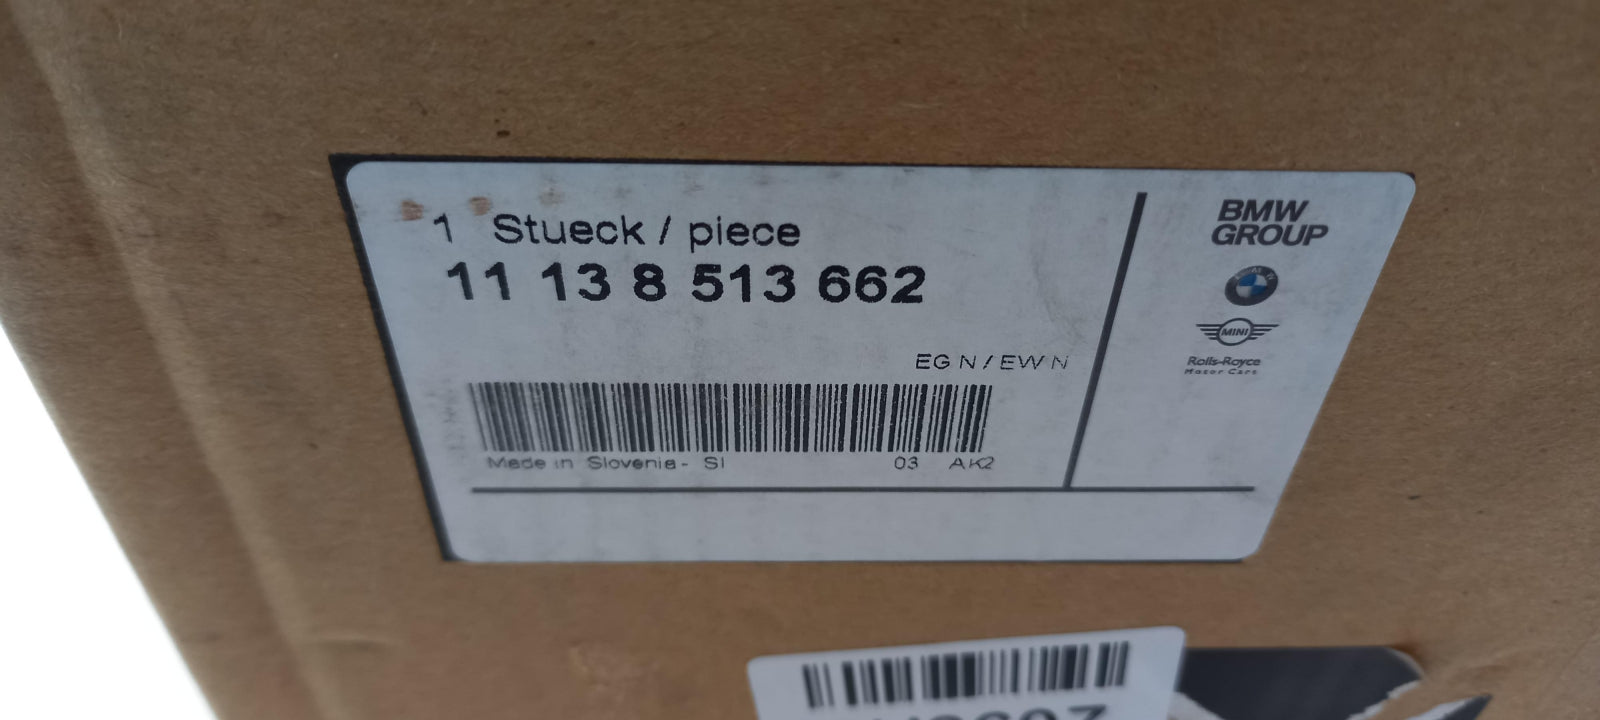 1 Stueck / piece
11 13 8 513 662
EG N / EW N
Made in Slovenia - SI 03 AK2
BMW
GROUP
MINI
Rolls-Royce
Motor Cars